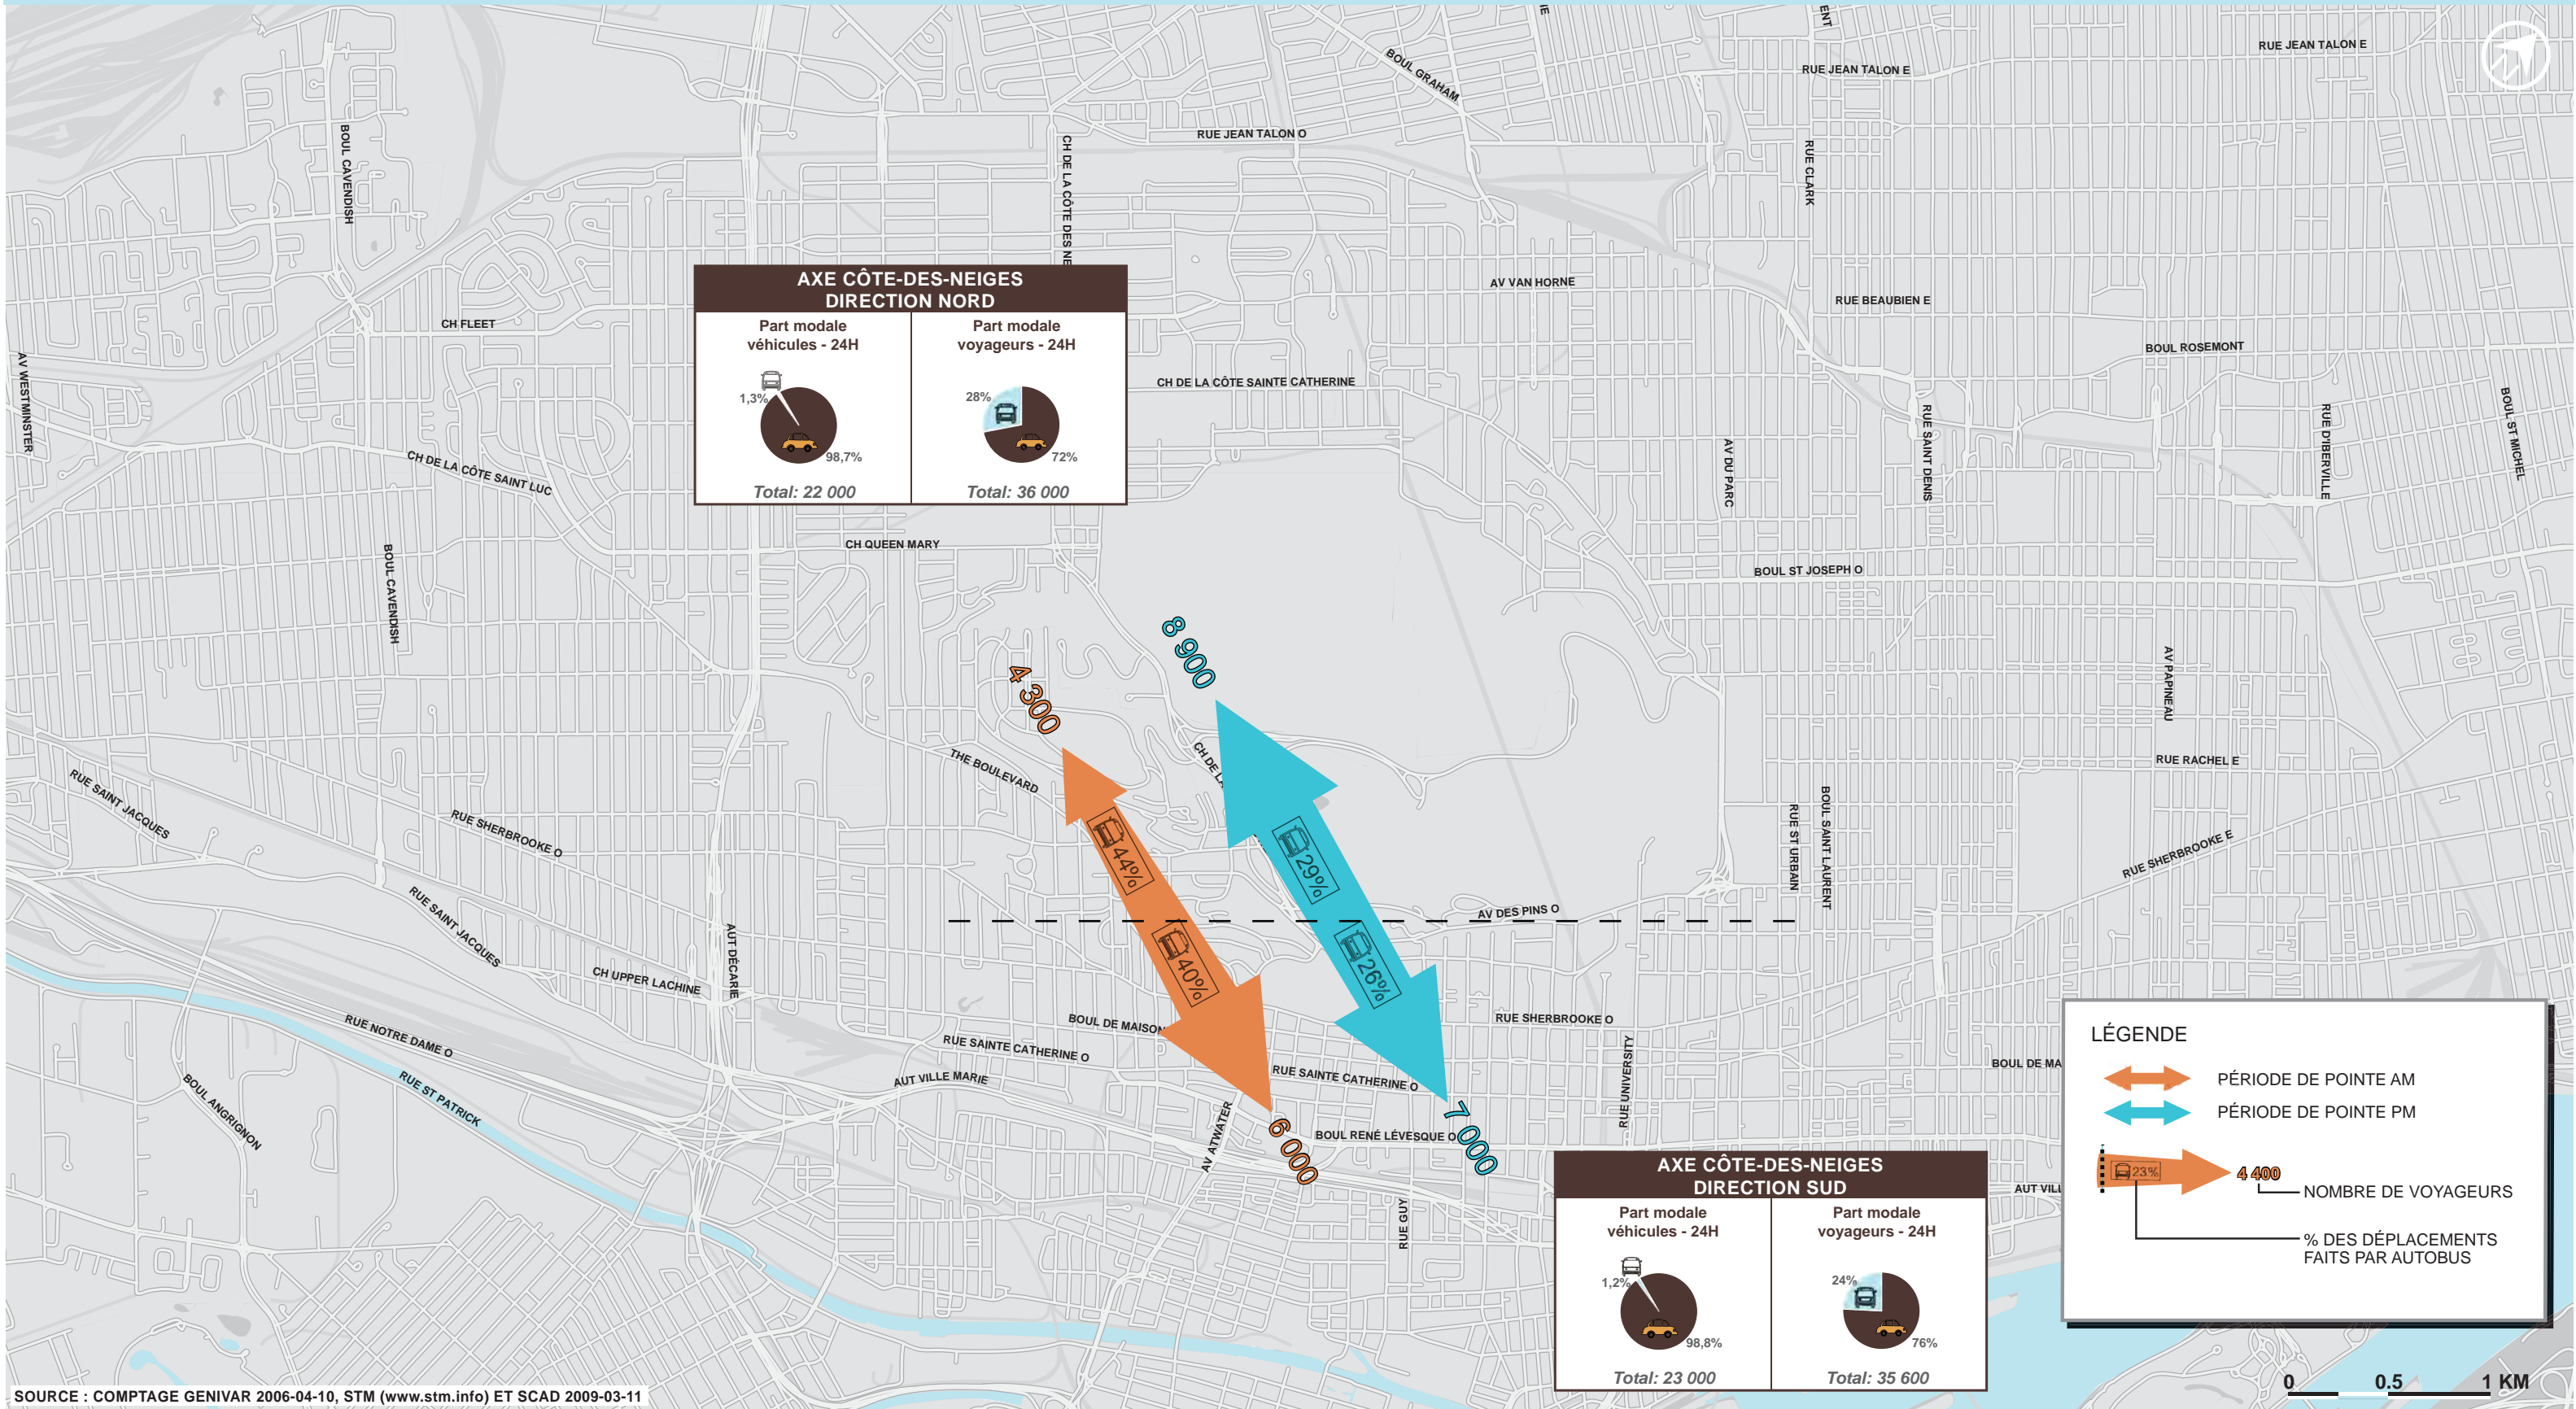 RUE JEAN TALON E
BOUL GRAHAM
RUE JEAN TALON E
RUE JEAN TALON O
BOUL CAVENDISH
CH DE LA CÔTE DES NE
RUE CLARK
AXE CÔTE-DES-NEIGES
DIRECTION NORD
Part modale
véhicules - 24H
1,3%
98,7%
Total: 22 000
Part modale
voyageurs - 24H
28%
72%
Total: 36 000
AV VAN HORNE
RUE BEAUBIEN E
CH FLEET
BOUL ROSEMONT
AV WESTMINSTER
CH DE LA CÔTE SAINTE CATHERINE
RUE SAINT DENIS
RUE D'IBERVILLE
BOUL ST MICHEL
CH DE LA CÔTE SAINT LUC
AV DU PARC
CH QUEEN MARY
BOUL CAVENDISH
BOUL ST JOSEPH O
8 900
4 300
AV PAPINEAU
THE BOULEVARD
CH DE LA
RUE RACHEL E
RUE SAINT JACQUES
RUE SHERBROOKE O
44%
29%
RUE ST URBAIN
BOUL SAINT LAURENT
RUE SHERBROOKE E
RUE SAINT JACQUES
AV DES PINS O
40%
26%
AUT DÉCARIE
CH UPPER LACHINE
RUE NOTRE DAME O
BOUL DE MAISON
RUE SHERBROOKE O
RUE SAINTE CATHERINE O
RUE SAINTE CATHERINE O
AUT VILLE MARIE
RUE UNIVERSITY
BOUL DE MA
BOUL ANGRIGNON
RUE ST PATRICK
AV ATWATER
6 000
7 000
BOUL RENÉ LÉVESQUE O
RUE GUY
AUT VILL
AXE CÔTE-DES-NEIGES
DIRECTION SUD
Part modale
véhicules - 24H
1,2%
98,8%
Total: 23 000
Part modale
voyageurs - 24H
24%
76%
Total: 35 600
LÉGENDE
PÉRIODE DE POINTE AM
PÉRIODE DE POINTE PM
23%
4 400
NOMBRE DE VOYAGEURS
% DES DÉPLACEMENTS
FAITS PAR AUTOBUS
0 0.5 1 KM
SOURCE : COMPTAGE GENIVAR 2006-04-10, STM (www.stm.info) ET SCAD 2009-03-11